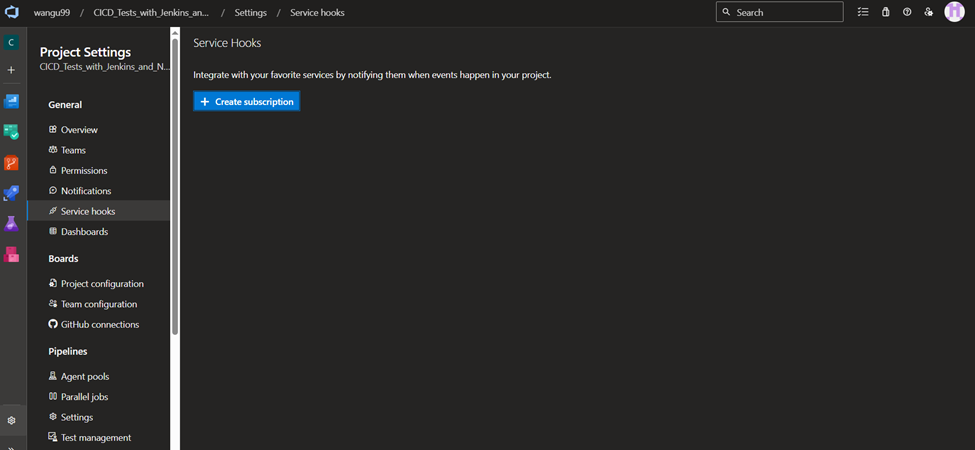 wangu99 / CICD_Tests_with_Jenkins_an... / Settings / Service hooks
Search
C
Project Settings
CICD_Tests_with_Jenkins_and_N...
General
Overview
Teams
Permissions
Notifications
Service hooks
Dashboards
Boards
Project configuration
Team configuration
GitHub connections
Pipelines
Agent pools
Parallel jobs
Settings
Test management
Service Hooks
Integrate with your favorite services by notifying them when events happen in your project.
+ Create subscription